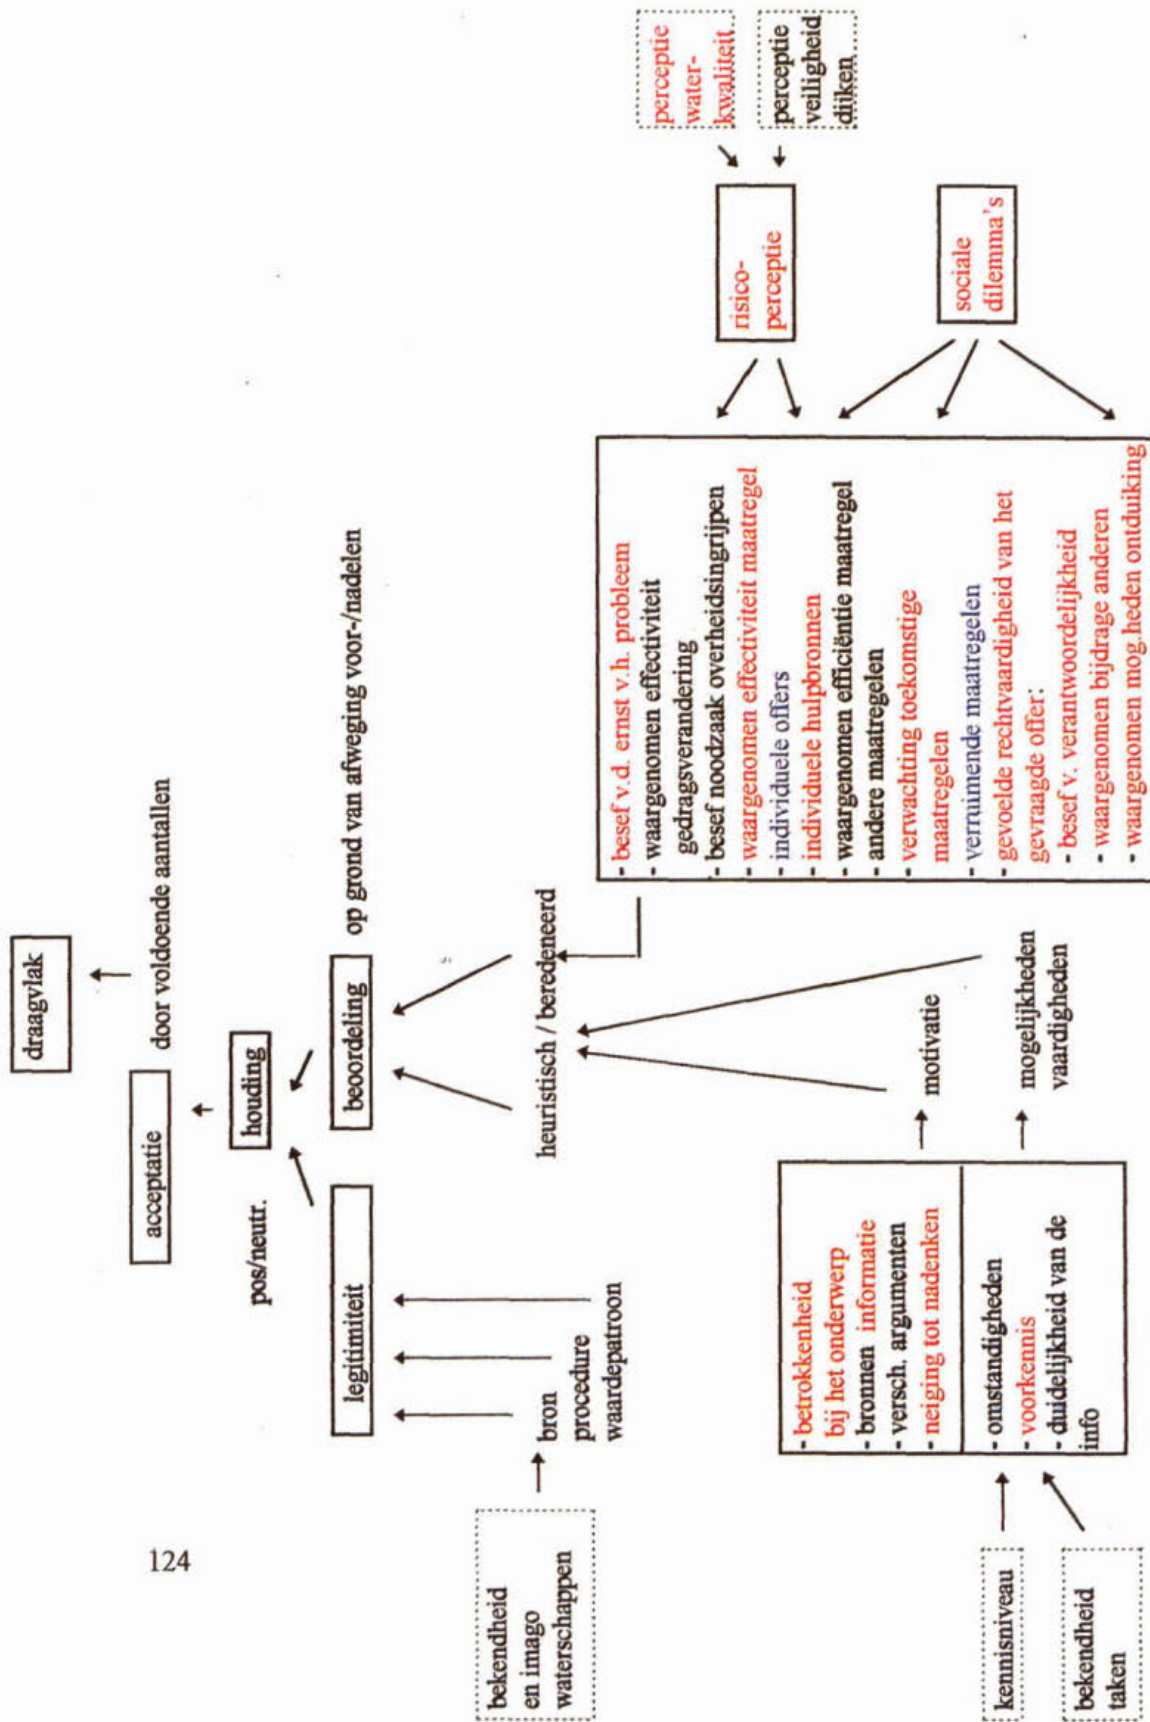 draagvlak
door voldoende aantallen
acceptatie
pos/neutr.
houding
legitimiteit
beoordeling
op grond van afweging voor-/nadelen
bekendheid
en imago
waterschappen
bron
procedure
waardepatroon
heuristisch / beredeneerd
- besef v.d. ernst v.h. probleem
- waargenomen effectiviteit
gedragsverandering
- besef noodzaak overheidsingrijpen
- waargenomen effectiviteit maatregel
- individuele offers
- individuele hulpbronnen
- waargenomen efficiëntie maatregel
- andere maatregelen
- verwachting toekomstige
maatregelen
- verruimende maatregelen
- gevoelde rechtvaardigheid van het
gevraagde offer:
- besef v. verantwoordelijkheid
- waargenomen bijdrage anderen
- waargenomen mog.heden ontduiking
risico-
perceptie
perceptie
water-
kwaliteit
perceptie
veiligheid
dijken
sociale
dilemma's
- betrokkenheid
bij het onderwerp
- bronnen informatie
- versch. argumenten
- neiging tot nadenken
motivatie
- omstandigheden
- voorkennis
- duidelijkheid van de
info
mogelijkheden
vaardigheden
kennisniveau
bekendheid
taken
124